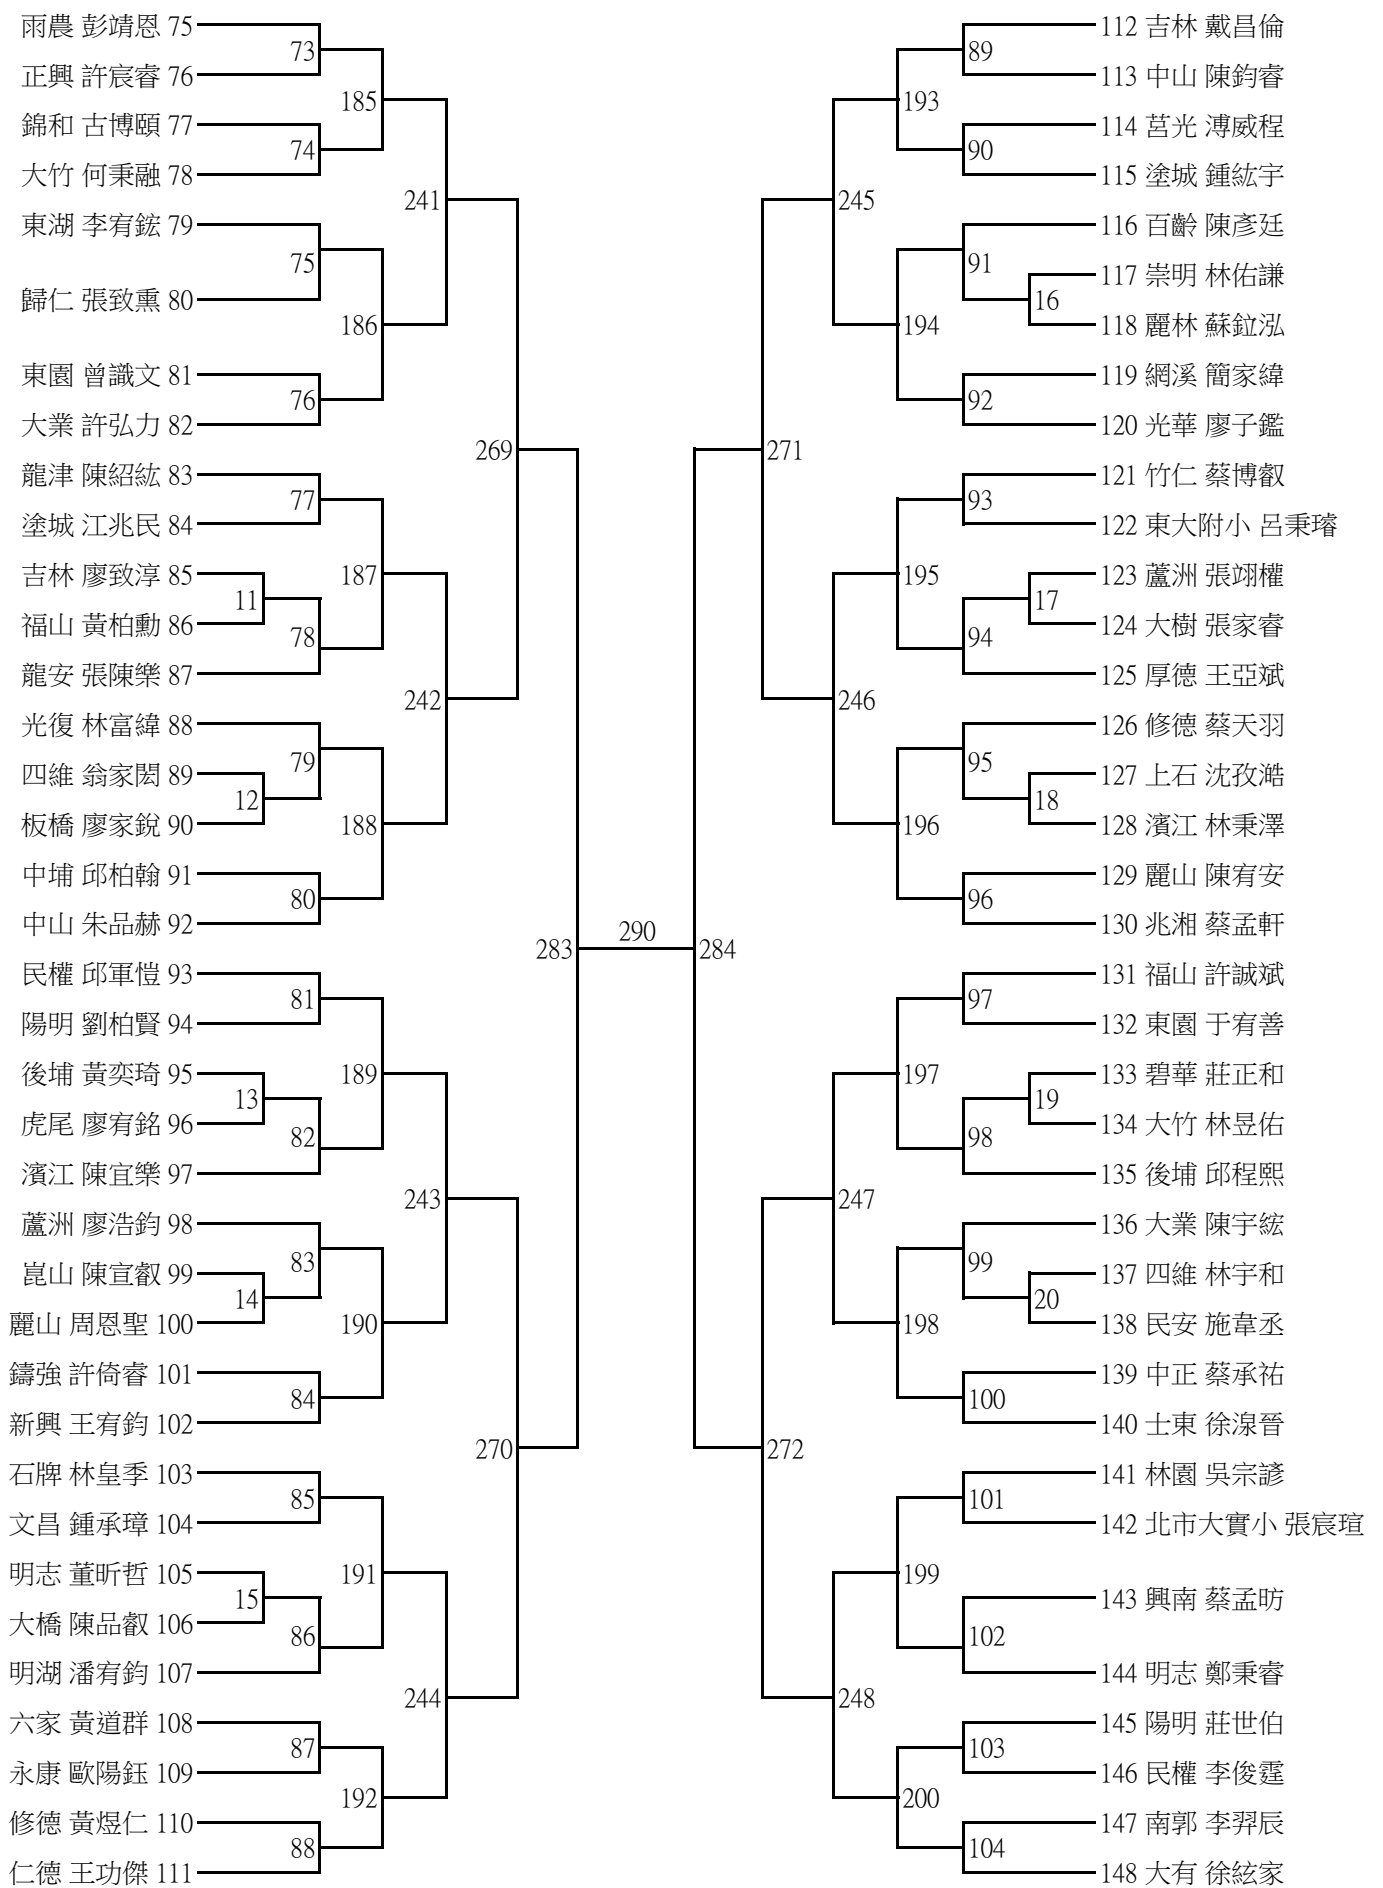 雨農 彭靖恩 75
73
正興 許宸睿 76
185
錦和 古博頤 77
74
大竹 何秉融 78
241
東湖 李宥鋐 79
75
歸仁 張致熏 80
186
東園 曾識文 81
76
大業 許弘力 82
269
龍津 陳紹紘 83
77
塗城 江兆民 84
187
吉林 廖致淳 85
11
福山 黃柏勳 86
78
龍安 張陳樂 87
242
光復 林富緯 88
79
四維 翁家閎 89
12
板橋 廖家銳 90
188
中埔 邱柏翰 91
80
中山 朱品赫 92
283
290
民權 邱軍愷 93
81
陽明 劉柏賢 94
189
後埔 黃奕琦 95
13
虎尾 廖宥銘 96
82
濱江 陳宜樂 97
243
蘆洲 廖浩鈞 98
83
崑山 陳宣叡 99
14
麗山 周恩聖 100
190
鑄強 許倚睿 101
84
新興 王宥鈞 102
270
石牌 林皇季 103
85
文昌 鍾承璋 104
191
明志 董昕哲 105
15
大橋 陳品叡 106
86
明湖 潘宥鈞 107
244
六家 黃道群 108
87
永康 歐陽鈺 109
192
修德 黃煜仁 110
88
仁德 王功傑 111
112 吉林 戴昌倫
89
113 中山 陳鈞睿
193
114 莒光 溥威程
90
115 塗城 鍾紘宇
245
116 百齡 陳彥廷
91
117 崇明 林佑謙
16
118 麗林 蘇鉝泓
194
119 網溪 簡家緯
92
120 光華 廖子鑑
271
121 竹仁 蔡博叡
93
122 東大附小 呂秉璿
195
123 蘆洲 張翊權
17
124 大樹 張家睿
94
125 厚德 王亞斌
246
126 修德 蔡天羽
95
127 上石 沈孜澔
18
128 濱江 林秉澤
196
129 麗山 陳宥安
96
130 兆湘 蔡孟軒
284
131 福山 許誠斌
97
132 東園 于宥善
197
133 碧華 莊正和
19
134 大竹 林昱佑
98
135 後埔 邱程熙
247
136 大業 陳宇綋
99
137 四維 林宇和
20
138 民安 施韋丞
198
139 中正 蔡承祐
100
140 士東 徐湶晉
272
141 林園 吳宗諺
101
142 北市大實小 張宸瑄
199
143 興南 蔡孟昉
102
144 明志 鄭秉睿
248
145 陽明 莊世伯
103
146 民權 李俊霆
200
147 南郭 李羿辰
104
148 大有 徐絃家